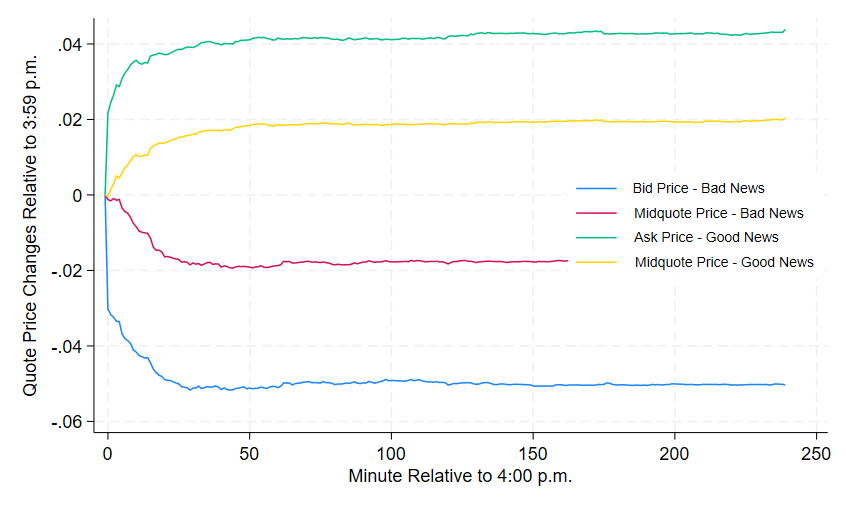 Quote Price Changes Relative to 3:59 p.m.
.04
.02
0
-.02
-.04
-.06
Bid Price - Bad News
Midquote Price - Bad News
Ask Price - Good News
Midquote Price - Good News
0 50 100 150 200 250
Minute Relative to 4:00 p.m.